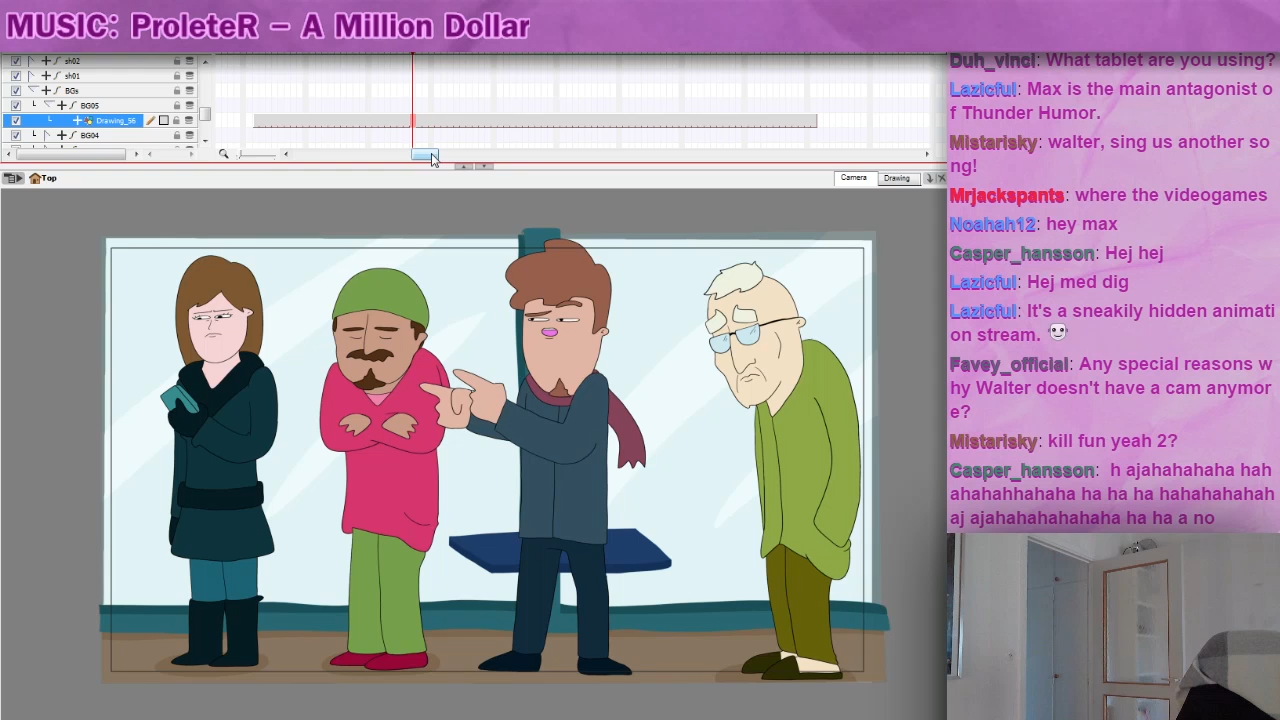 MUSIC: ProleteR – A Million Dollar
sh02
sh01
BGs
BG05
Drawing_56
BG04
Top
Camera
Drawing
Duh_vinci: What tablet are you using?
Lazicful: Max is the main antagonist o
f Thunder Humor.
Mistarisky: walter, sing us another so
ng!
Mrjackspants: where the videogames
Noahah12: hey max
Casper_hansson: Hej hej
Lazicful: Hej med dig
Lazicful: It's a sneakily hidden animati
on stream.
Favey_official: Any special reasons w
hy Walter doesn't have a cam anymor
e?
Mistarisky: kill fun yeah 2?
Casper_hansson: h ajahahahaha hah
ahahahhahaha ha ha ha hahahahahah
aj ajahahahahahaha ha ha a no